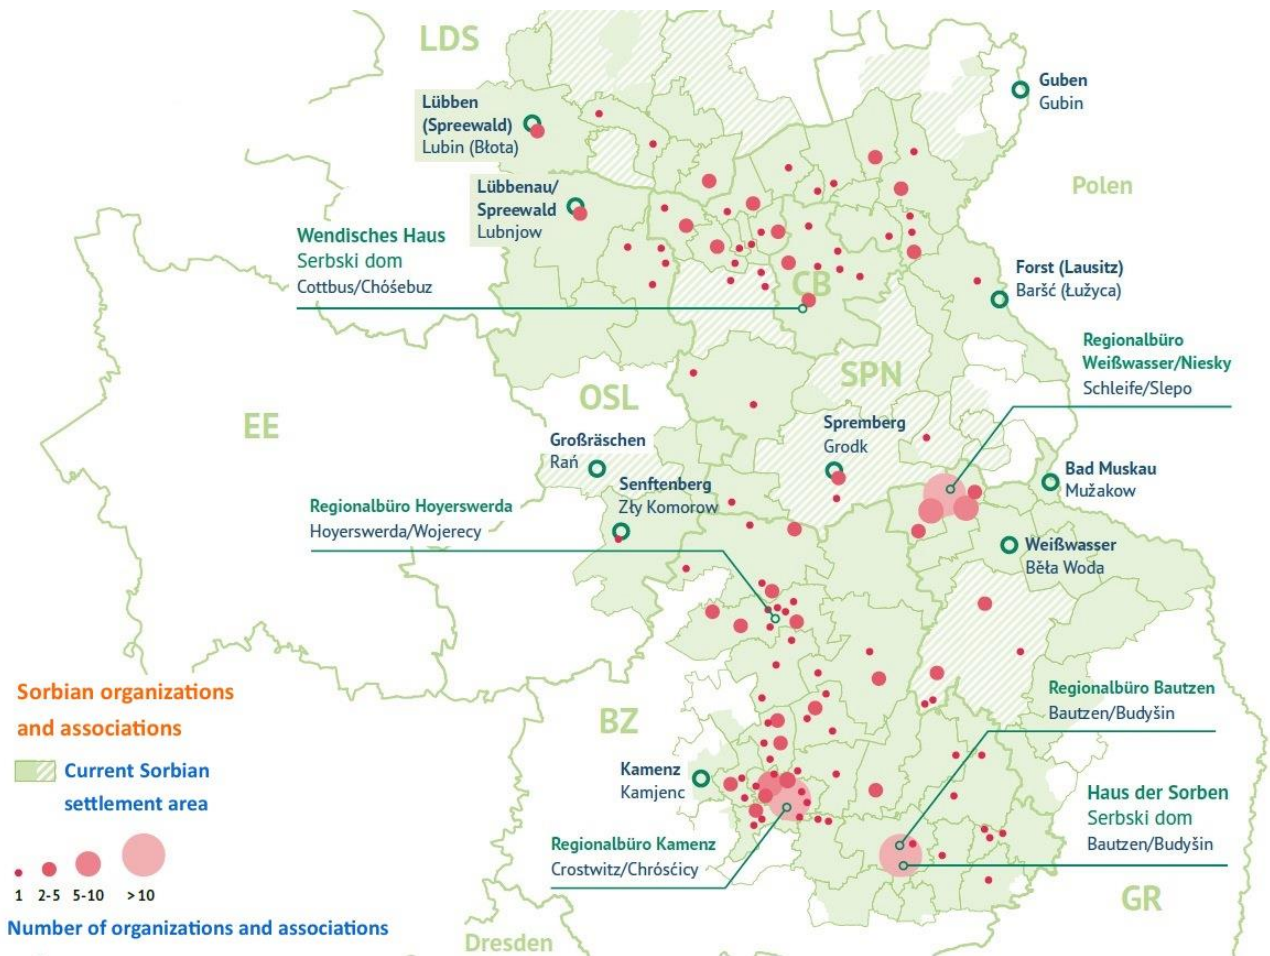 LDS
Guben
Gubin
Lübben
(Spreewald)
Lubin (Błota)
Polen
Lübbenau/
Spreewald
Lubnjow
Wendisches Haus
Serbski dom
Cottbus/Chóśebuz
CB
Forst (Lausitz)
Baršć (Łužyca)
Regionalbüro
Weißwasser/Niesky
Schleife/Slepo
SPN
OSL
EE
Spremberg
Grodk
Großräschen
Rań
Senftenberg
Zły Komorow
Bad Muskau
Mužakow
Regionalbüro Hoyerswerda
Hoyerswerda/Wojerecy
Weißwasser
Běła Woda
Sorbian organizations
and associations
Regionalbüro Bautzen
Bautzen/Budyšin
BZ
Current Sorbian
settlement area
Kamenz
Kamjenc
Haus der Sorben
Serbski dom
Bautzen/Budyšin
Regionalbüro Kamenz
Crostwitz/Chrósćicy
1 2-5 5-10 >10
GR
Number of organizations and associations
Dresden